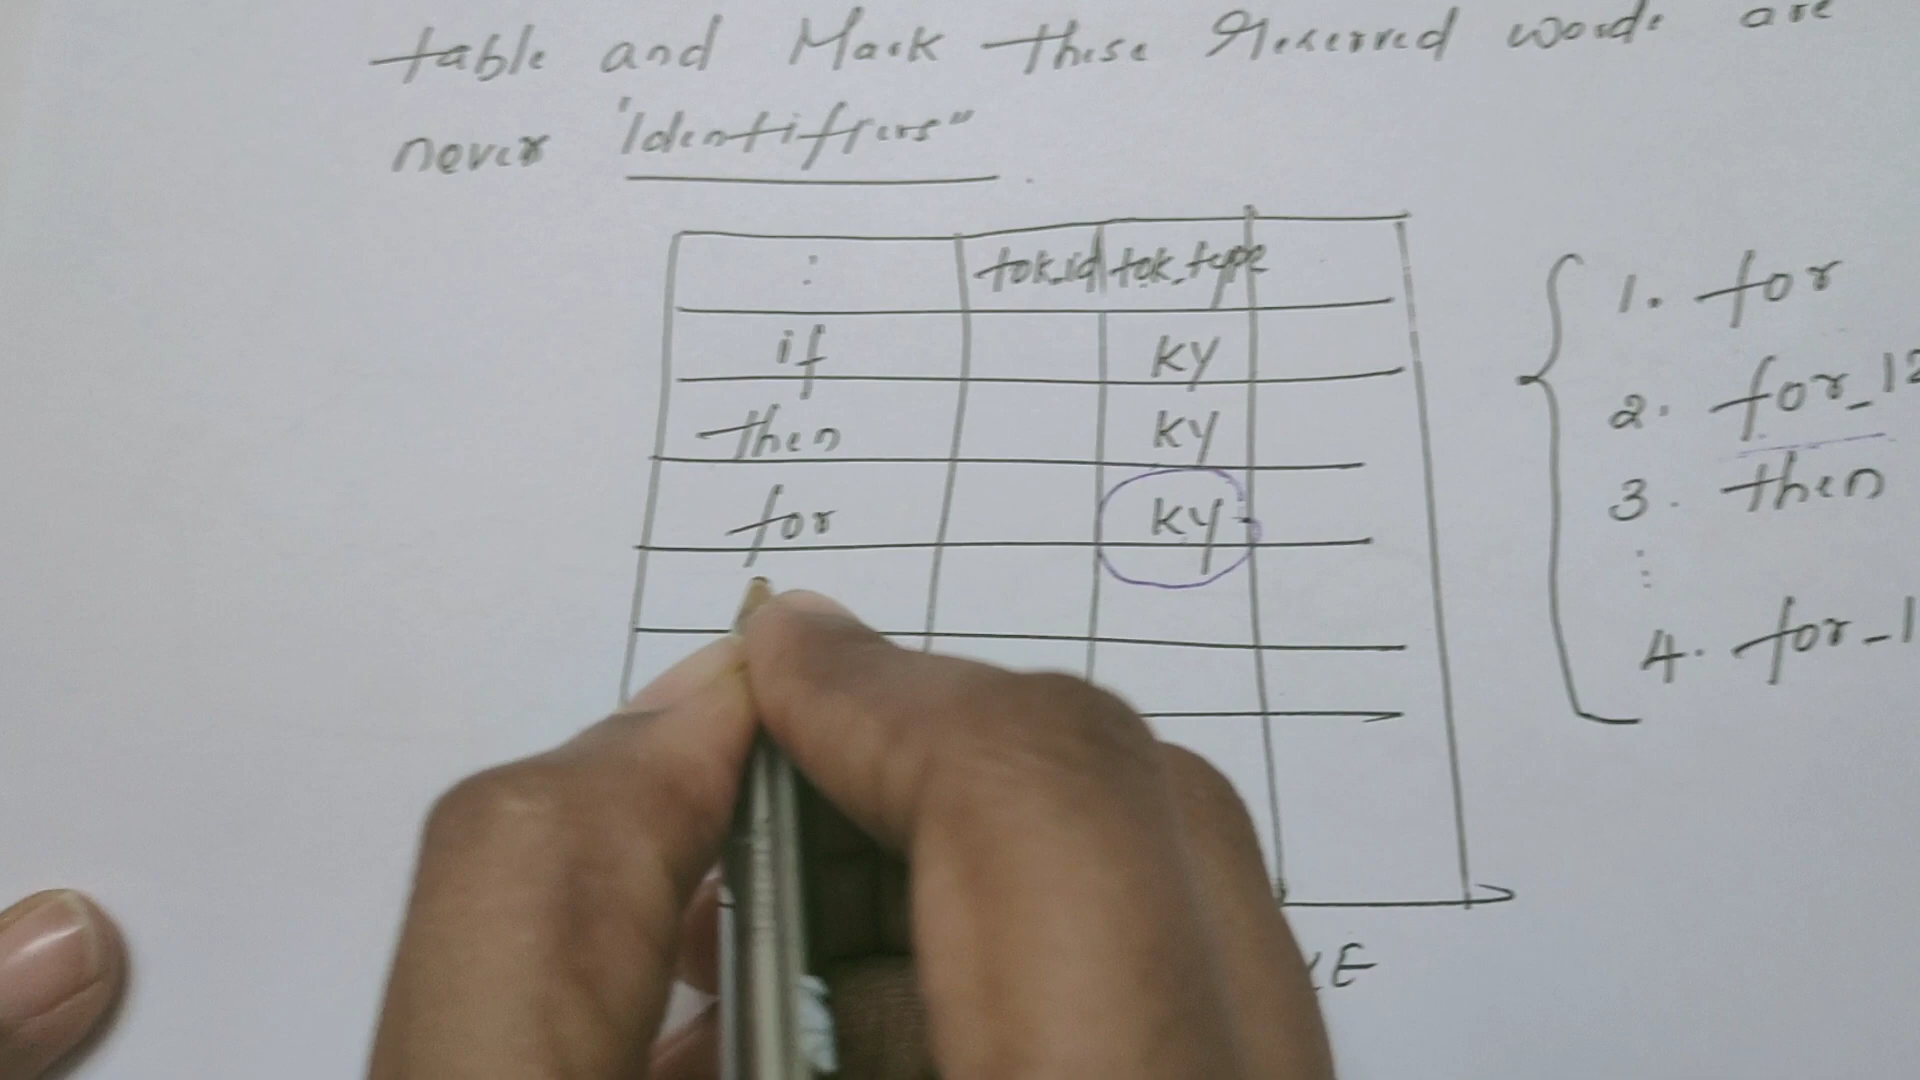 table and Mark these reserved words are
never "Identifiers".
: tok_id tok_type
if ky
then ky
for ky
1. for
2. for_12
3. then
⋮
4. for_1